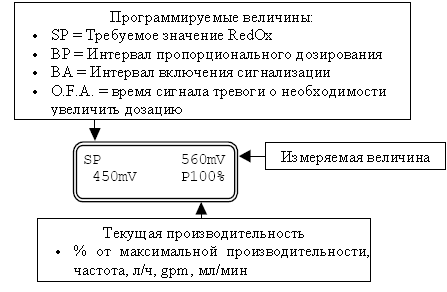 Программируемые величины:
• SP = Требуемое значение RedOx
• BP = Интервал пропорционального дозирования
• BA = Интервал включения сигнализации
• O.F.A. = время сигнала тревоги о необходимости
увеличить дозацию
SP 560mV
450mV P100%
Измеряемая величина
Текущая производительность
• % от максимальной производительности,
частота, л/ч, gpm, мл/мин